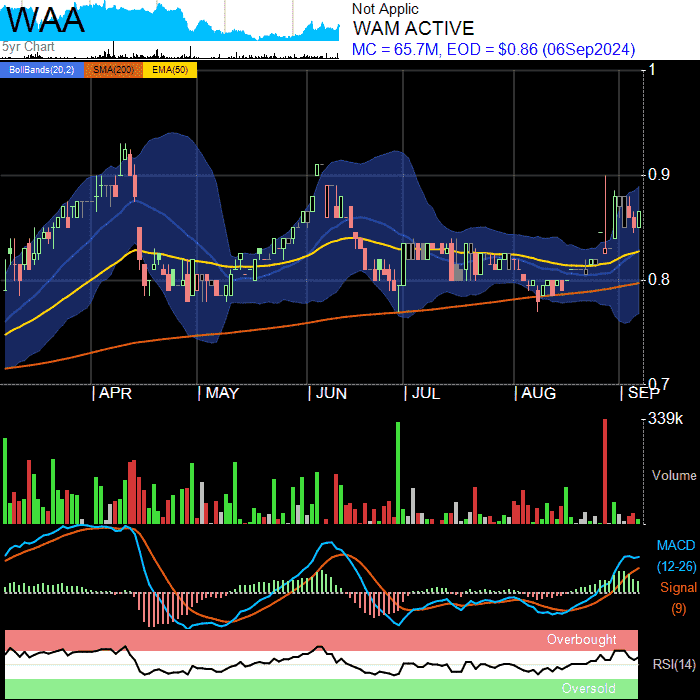 WAA
5yr Chart
Not Applic
WAM ACTIVE
MC = 65.7M, EOD = $0.86 (06Sep2024)
BollBands(20,2) SMA(200) EMA(50)
1
0.9
0.8
0.7
APR MAY JUN JUL AUG SEP
339k
Volume
MACD
(12-26)
Signal
(9)
Overbought
RSI(14)
Oversold